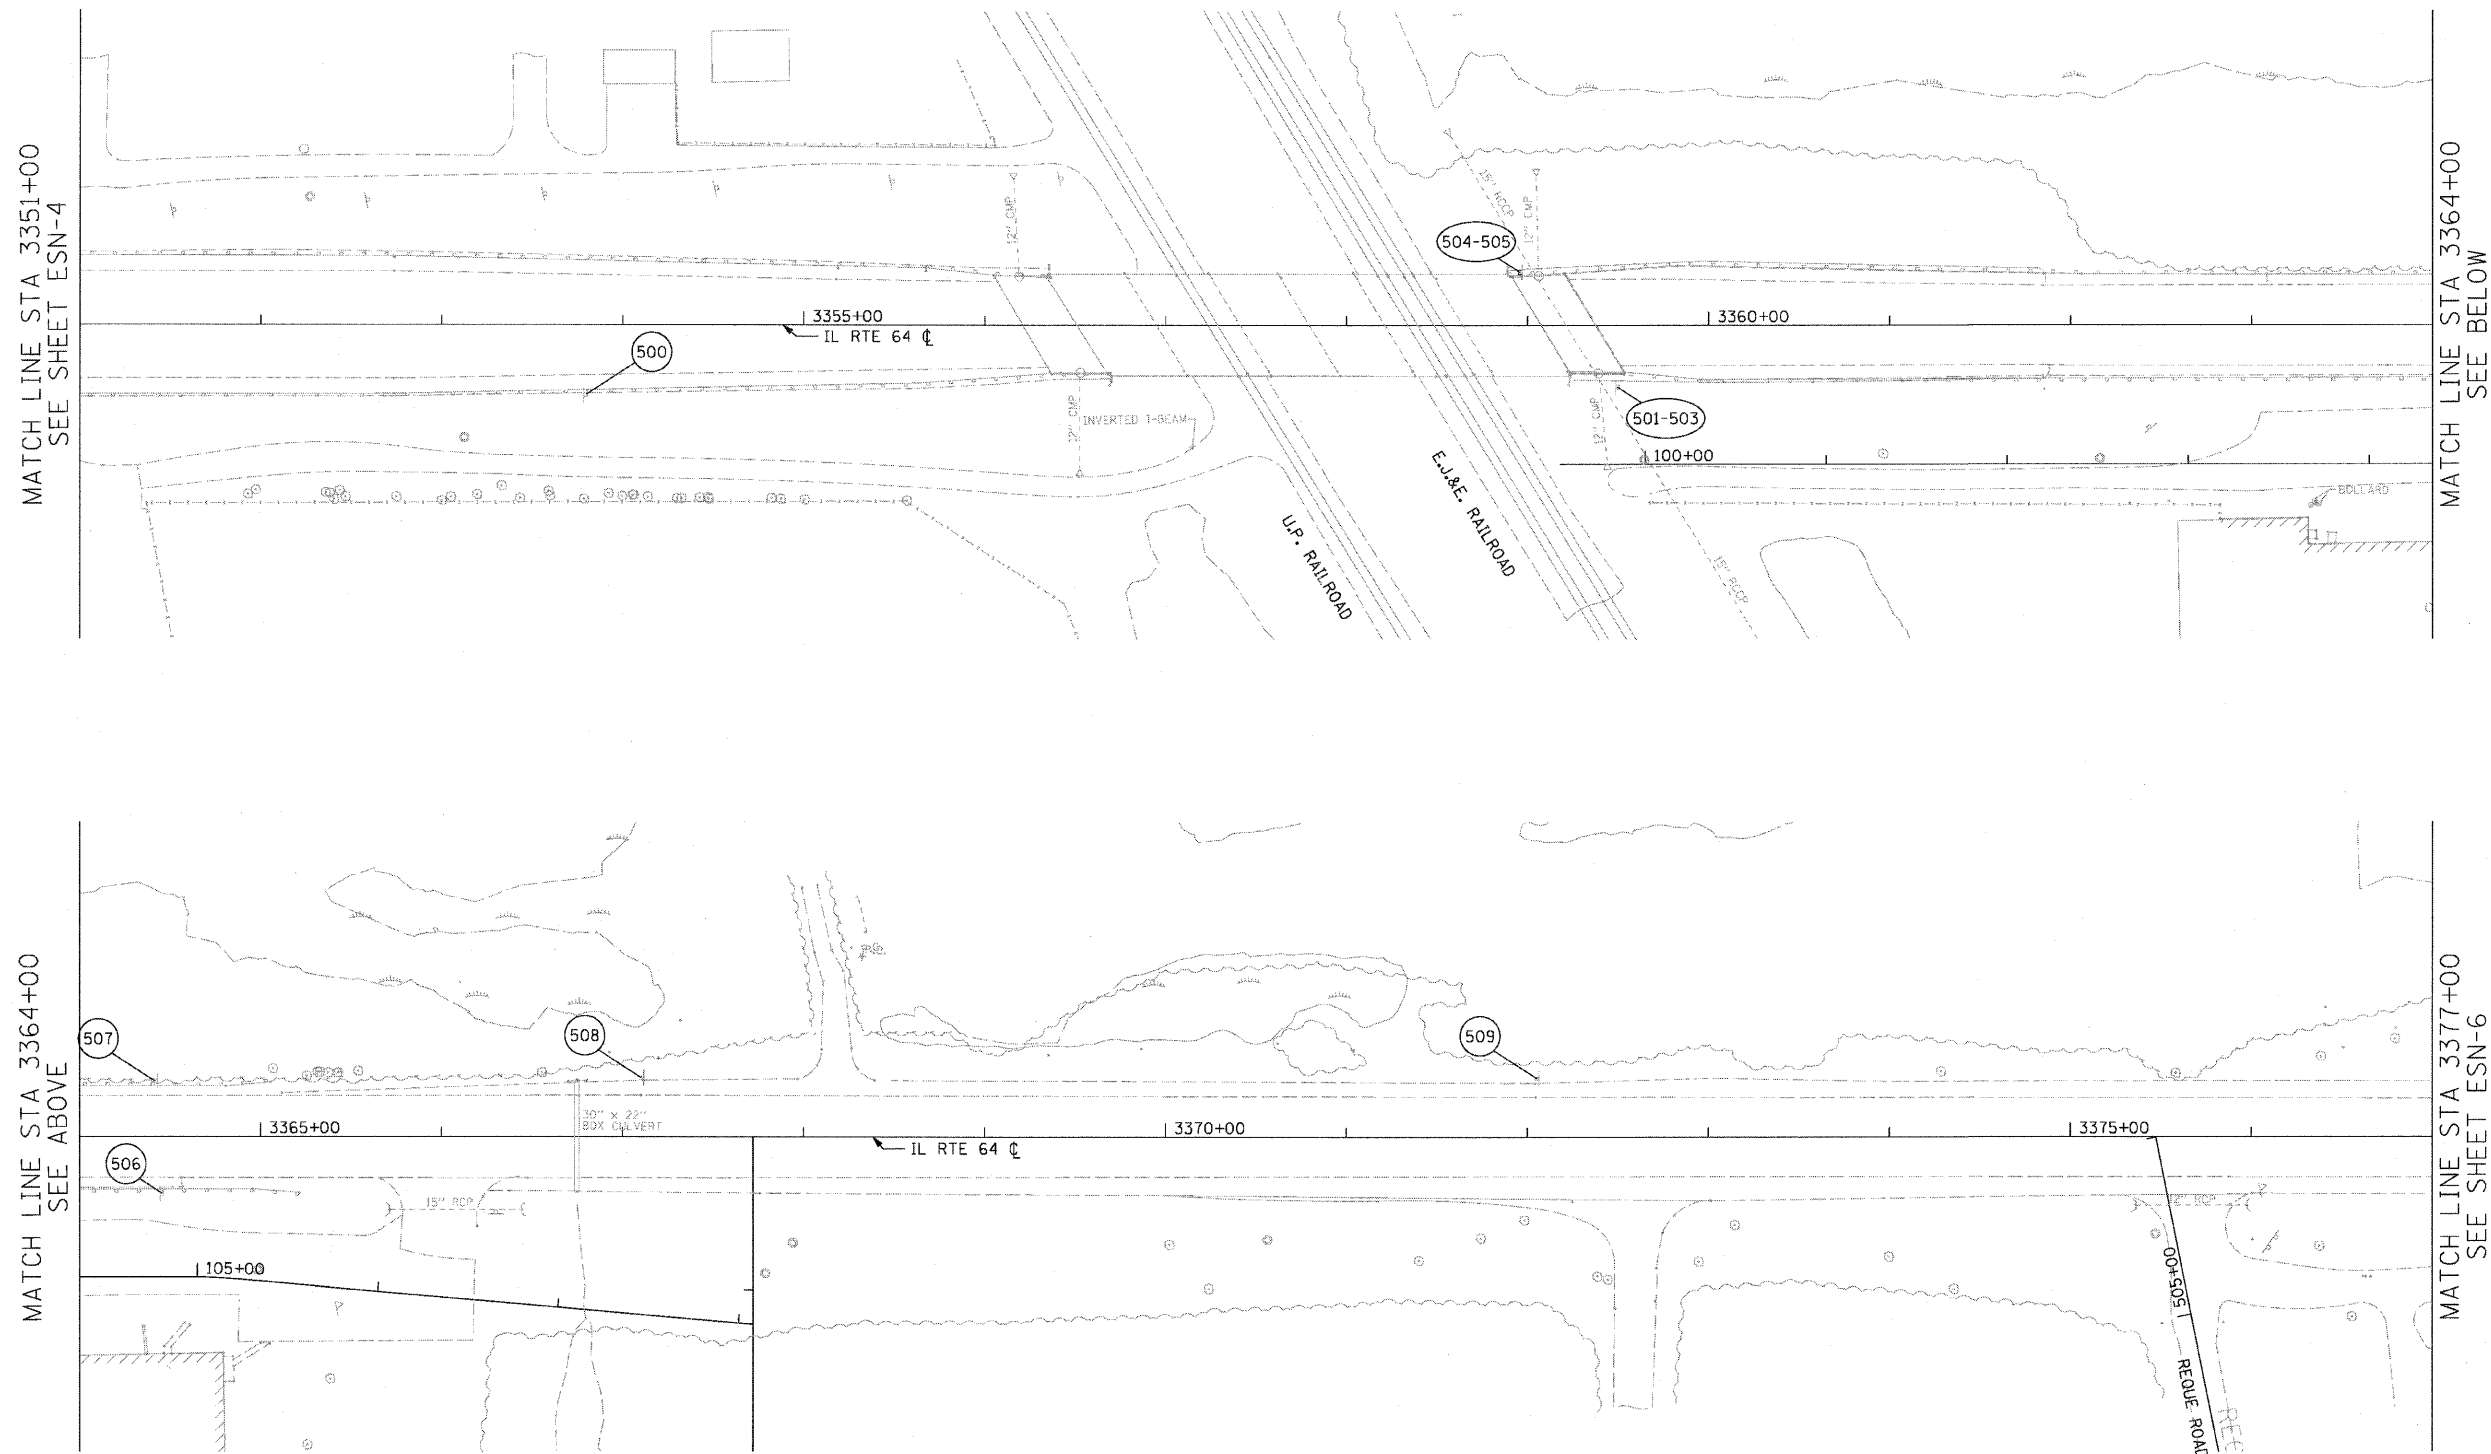 MATCH LINE STA 3351+00
SEE SHEET ESN-4
12" CMP
15" RCCP
12" CMP
504-505
3355+00
3360+00
IL RTE 64 ℄
500
12" CMP
INVERTED T-BEAM
12" CMP
501-503
100+00
BOLLARD
E.J.&E. RAILROAD
U.P. RAILROAD
15" RCCP
MATCH LINE STA 3364+00
SEE BELOW
MATCH LINE STA 3364+00
SEE ABOVE
507
508
509
30" x 22"
BOX CULVERT
3365+00
3370+00
3375+00
IL RTE 64 ℄
506
15" RCP
12" RCP
105+00
1505+00
REQUE ROAD
REC
MATCH LINE STA 3377+00
SEE SHEET ESN-6